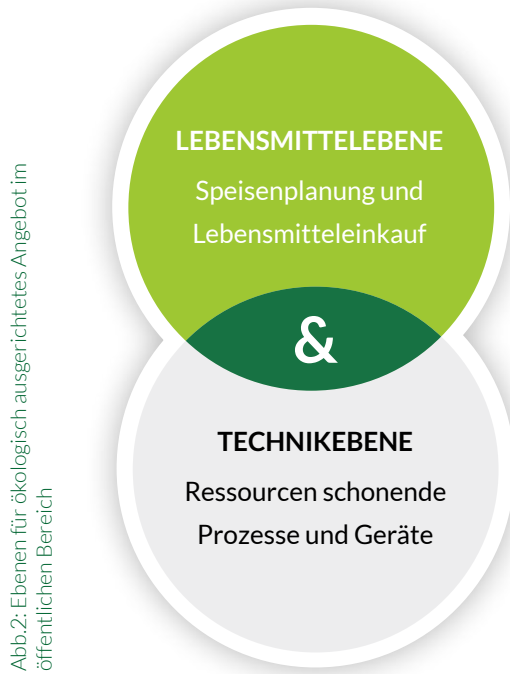 LEBENSMITTELEBENE
Speisenplanung und
Lebensmitteleinkauf
&
TECHNIKEBENE
Ressourcen schonende
Prozesse und Geräte
Abb.2: Ebenen für ökologisch ausgerichtetes Angebot im
öffentlichen Bereich